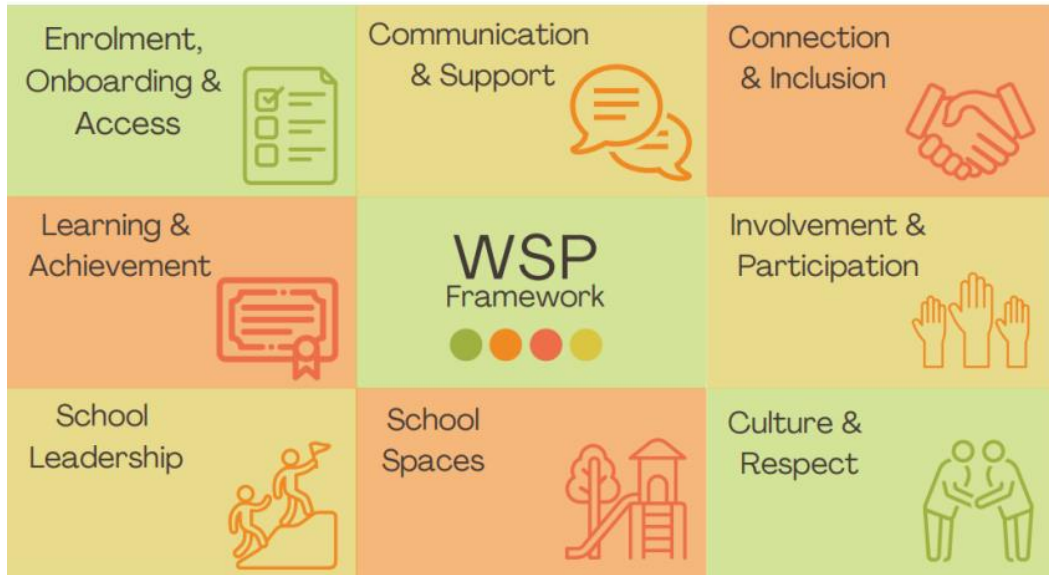 Enrolment,
Onboarding &
Access
Communication
& Support
Connection
& Inclusion
Learning &
Achievement
WSP
Framework
Involvement &
Participation
School
Leadership
School
Spaces
Culture &
Respect